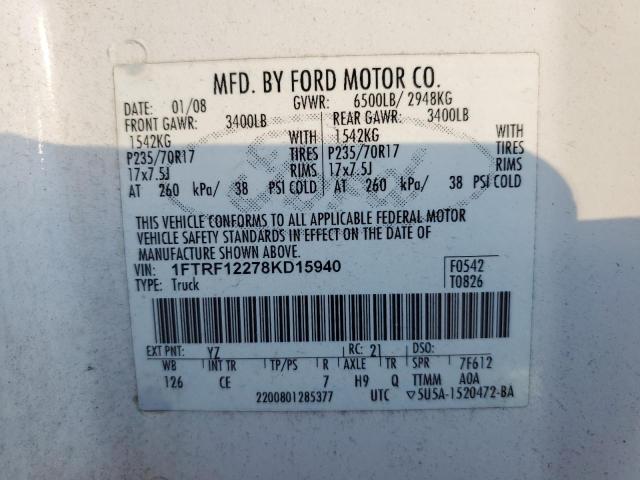 MFD. BY FORD MOTOR CO.
DATE: 01/08 GVWR: 6500LB/ 2948KG
FRONT GAWR: 3400LB REAR GAWR: 3400LB
1542KG WITH 1542KG WITH
P235/70R17 TIRES P235/70R17 TIRES
17x7.5J RIMS 17x7.5J RIMS
AT 260 kPa/ 38 PSI COLD AT 260 kPa/ 38 PSI COLD
THIS VEHICLE CONFORMS TO ALL APPLICABLE FEDERAL MOTOR
VEHICLE SAFETY STANDARDS IN EFFECT ON THE DATE OF
MANUFACTURE SHOWN ABOVE.
VIN: 1FTRF12278KD15940 F0542
TYPE: Truck T0826
EXT PNT: YZ RC: 21 DSO:
WB INT TR TP/PS R AXLE TR SPR 7F612
126 CE 7 H9 Q TTMM A0A
2200801285377 UTC ▽5U5A-1520472-BA